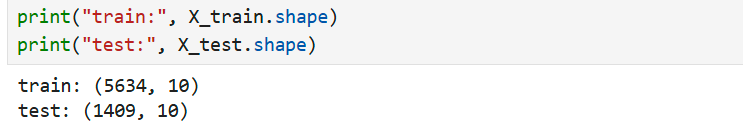 print("train:", X_train.shape)
print("test:", X_test.shape)
train: (5634, 10)
test: (1409, 10)